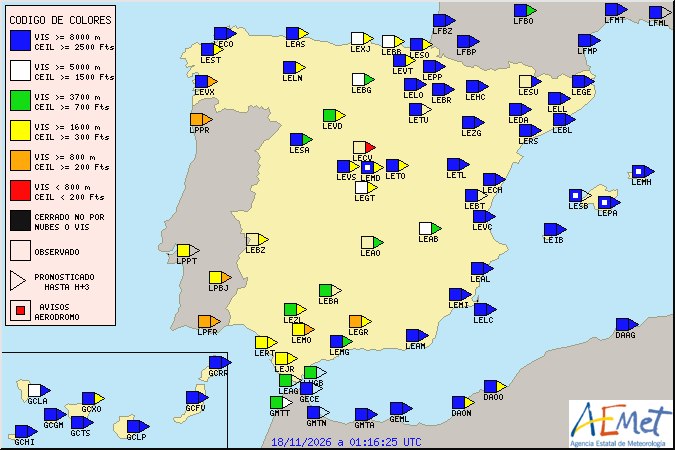 CODIGO DE COLORES
VIS >= 8000 m
CEIL >= 2500 Fts
VIS >= 5000 m
CEIL >= 1500 Fts
VIS >= 3700 m
CEIL >= 700 Fts
VIS >= 1600 m
CEIL >= 300 Fts
VIS >= 800 m
CEIL >= 200 Fts
VIS < 800 m
CEIL < 200 Fts
CERRADO NO POR
NUBES O VIS
OBSERVADO
PRONOSTICADO
HASTA H+3
AVISOS
AERODROMO
LFBO
LFMT
LFML
LFBZ
LECO
LEAS
LEXJ
LEBB
LESO
LFBP
LFMP
LEST
LEVT
LEPP
LELN
LEVX
LEBG
LELO
LEBR
LEHC
LESU
LEGE
LELL
LPPR
LEVD
LETU
LEZG
LEDA
LEBL
LERS
LESA
LECV
LEVS
LEMD
LETO
LETL
LEMH
LECH
LEGT
LEBT
LESB
LEPA
LEVC
LEAB
LEIB
LEBZ
LEAO
LPPT
LEAL
LPBJ
LEBA
LEMI
LEZL
LELC
LPFR
LEMO
LEGR
DAAG
LERT
LEMG
LEAM
LEJR
GCRR
LXGB
LEAG
DAOO
GCLA
GECE
GCXO
GCFV
GMTT
DAON
GCGM
GMTN
GMTA
GEML
GCTS
GCLP
GCHI
18/11/2026 a 01:16:25 UTC
AEMet
Agencia Estatal de Meteorología